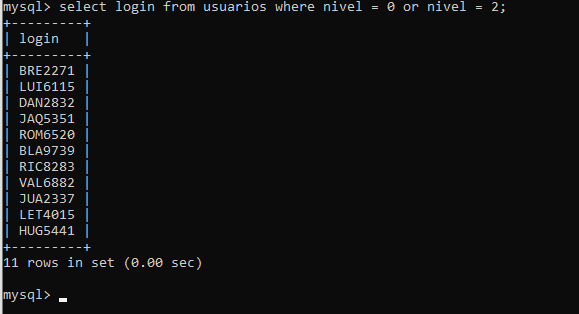 mysql> select login from usuarios where nivel = 0 or nivel = 2;
+---------+
| login   |
+---------+
| BRE2271 |
| LUI6115 |
| DAN2832 |
| JAQ5351 |
| ROM6520 |
| BLA9739 |
| RIC8283 |
| VAL6882 |
| JUA2337 |
| LET4015 |
| HUG5441 |
+---------+
11 rows in set (0.00 sec)
mysql> _